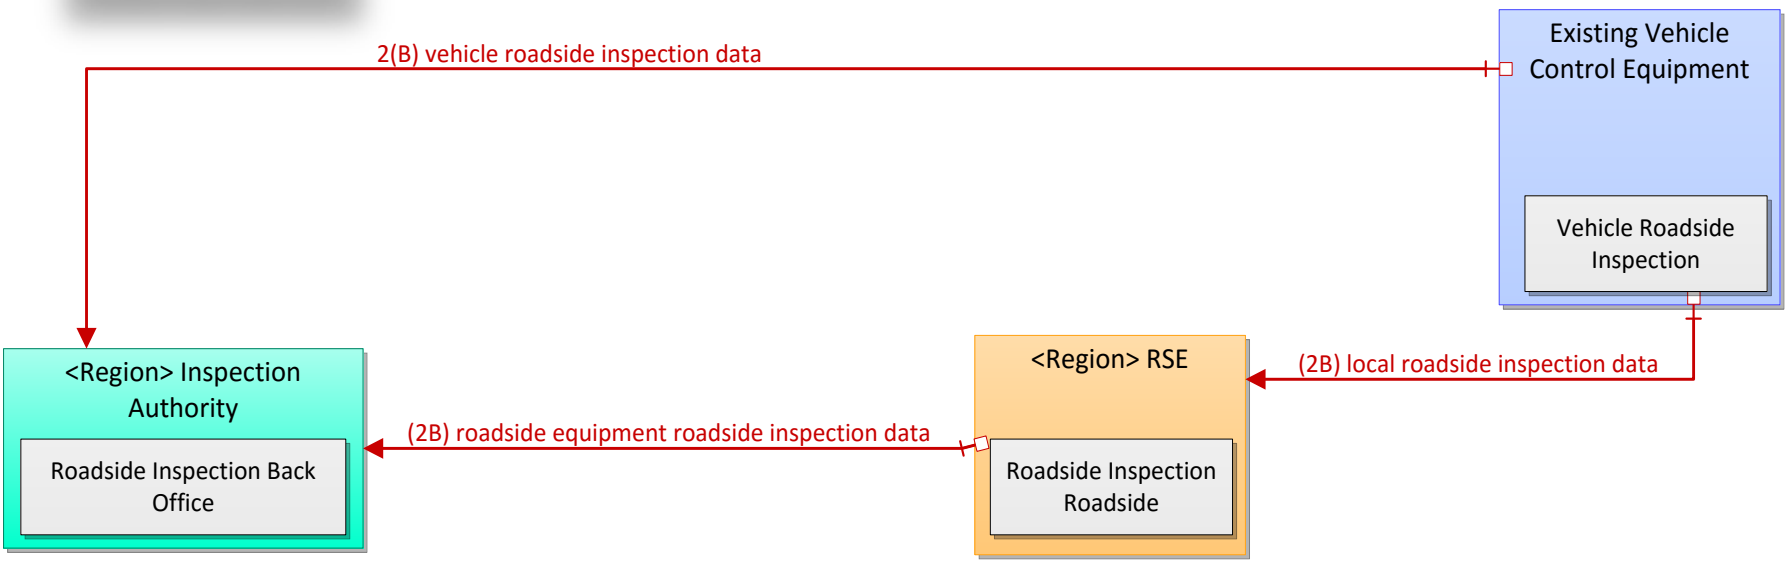 Existing Vehicle
Control Equipment
2(B) vehicle roadside inspection data
Vehicle Roadside
Inspection
<Region> Inspection
Authority
<Region> RSE
(2B) local roadside inspection data
(2B) roadside equipment roadside inspection data
Roadside Inspection Back
Office
Roadside Inspection
Roadside